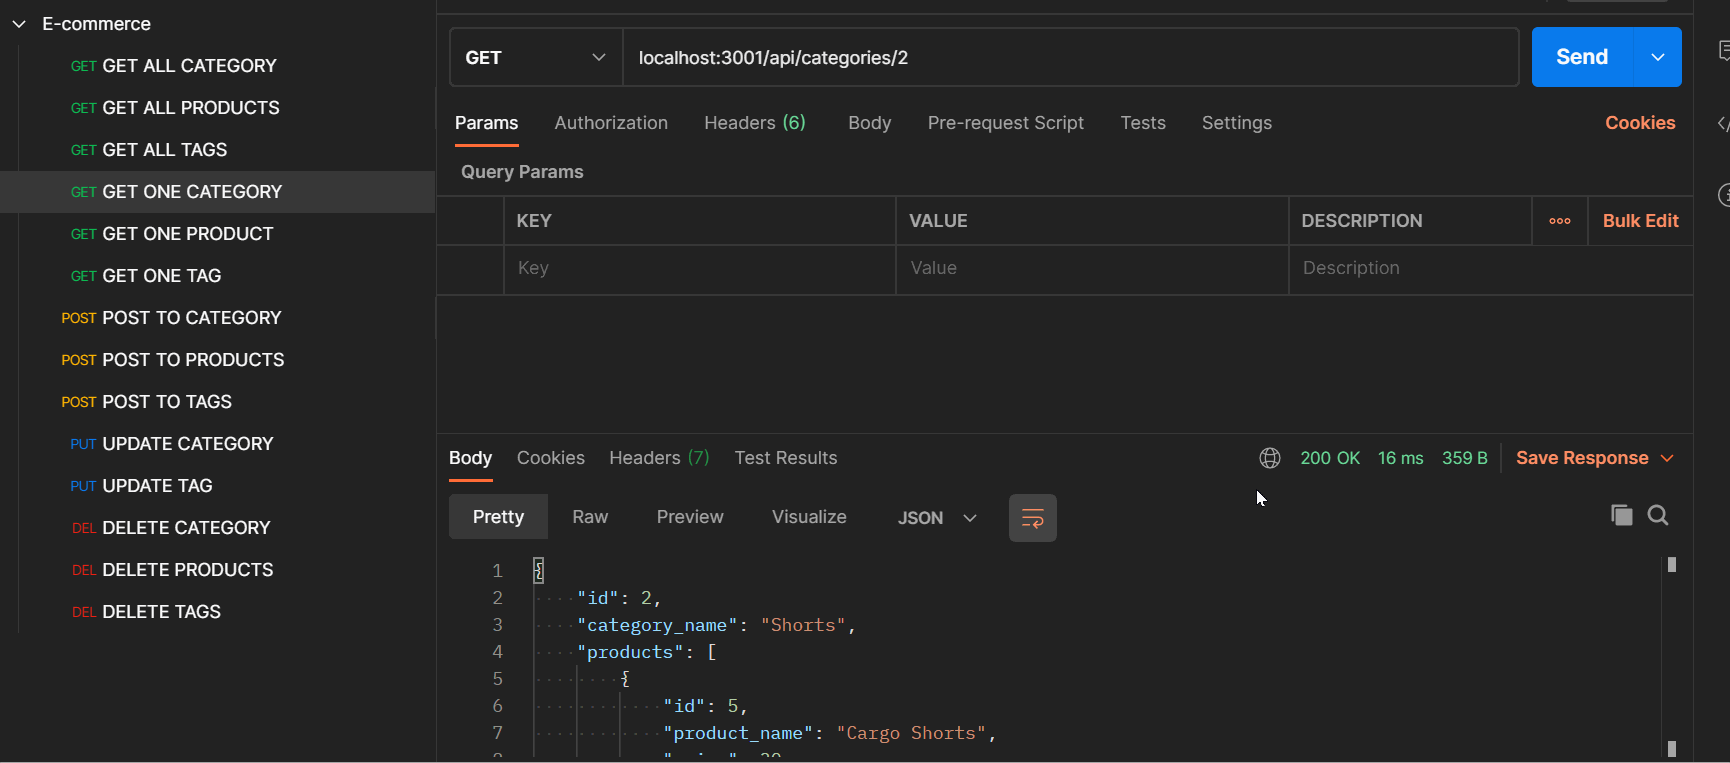 E-commerce
GET GET ALL CATEGORY
GET GET ALL PRODUCTS
GET GET ALL TAGS
GET GET ONE CATEGORY
GET GET ONE PRODUCT
GET GET ONE TAG
POST POST TO CATEGORY
POST POST TO PRODUCTS
POST POST TO TAGS
PUT UPDATE CATEGORY
PUT UPDATE TAG
DEL DELETE CATEGORY
DEL DELETE PRODUCTS
DEL DELETE TAGS
GET localhost:3001/api/categories/2 Send
Params Authorization Headers (6) Body Pre-request Script Tests Settings Cookies
Query Params
KEY VALUE DESCRIPTION Bulk Edit
Key Value Description
Body Cookies Headers (7) Test Results 200 OK 16 ms 359 B Save Response
Pretty Raw Preview Visualize JSON
1 {
2 "id": 2,
3 "category_name": "Shorts",
4 "products": [
5 {
6 "id": 5,
7 "product_name": "Cargo Shorts",